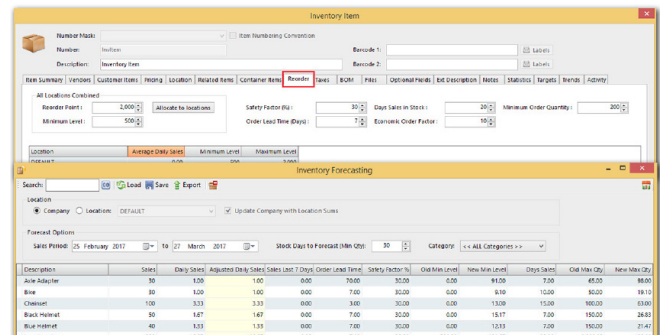 Inventory Item
Number Mask: Item Numbering Convention
Number: InvItem Barcode 1: Labels
Description: Inventory Item Barcode 2: Labels
Item Summary Vendors Customer Items Pricing Location Related Items Container Items Reorder Taxes BOM Files Optional Fields Ext Description Notes Statistics Targets Trends Activity
All Locations Combined
Reorder Point: 2,000 Allocate to locations Safety Factor (%): 30 Days Sales in Stock: 20 Minimum Order Quantity: 200
Minimum Level: 500 Order Lead Time (Days): 7 Economic Order Factor: 10
Location Average Daily Sales Minimum Level Maximum Level
DEFAULT 0.00 500
Inventory Forecasting
Search: Load Save Export
Location
Company Location: DEFAULT Update Company with Location Sums
Forecast Options
Sales Period: 25 February 2017 to 27 March 2017 Stock Days to Forecast (Min Qty): 30 Category: << ALL Categories >>
Description Sales Daily Sales Adjusted Daily Sales Sales Last 7 Days Order Lead Time Safety Factor % Old Min Level New Min Level Days Sales Old Max Qty New Max Qty
Axle Adapter 30 1.00 1.00 0.00 70.00 30.00 0.00 91.00 7.00 65.00 98.00
Bike 30 1.00 1.00 0.00 7.00 30.00 0.00 9.10 10.00 50.00 19.10
Chainset 100 3.33 3.33 0.00 3.00 30.00 0.00 13.00 15.00 100.00 63.00
Black Helmet 50 1.67 1.67 0.00 7.00 30.00 0.00 15.17 7.00 150.00 26.83
Blue Helmet 40 1.33 1.33 0.00 7.00 30.00 0.00 12.13 7.00 150.00 21.47